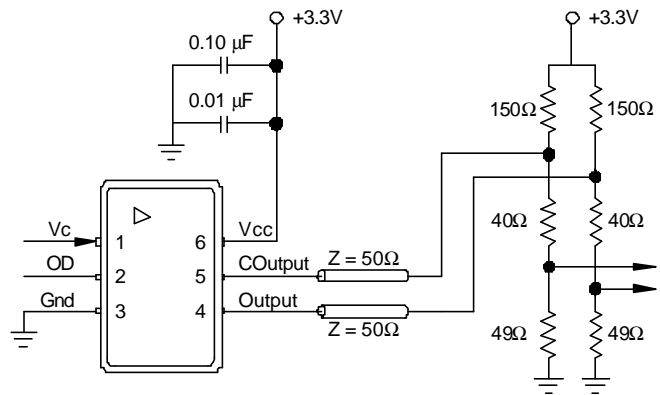 +3.3V
+3.3V
0.10 µF
0.01 µF
150Ω
150Ω
Vc
1
6
Vcc
40Ω
40Ω
OD
2
5
COutput
Z = 50Ω
Gnd
3
4
Output
Z = 50Ω
49Ω
49Ω